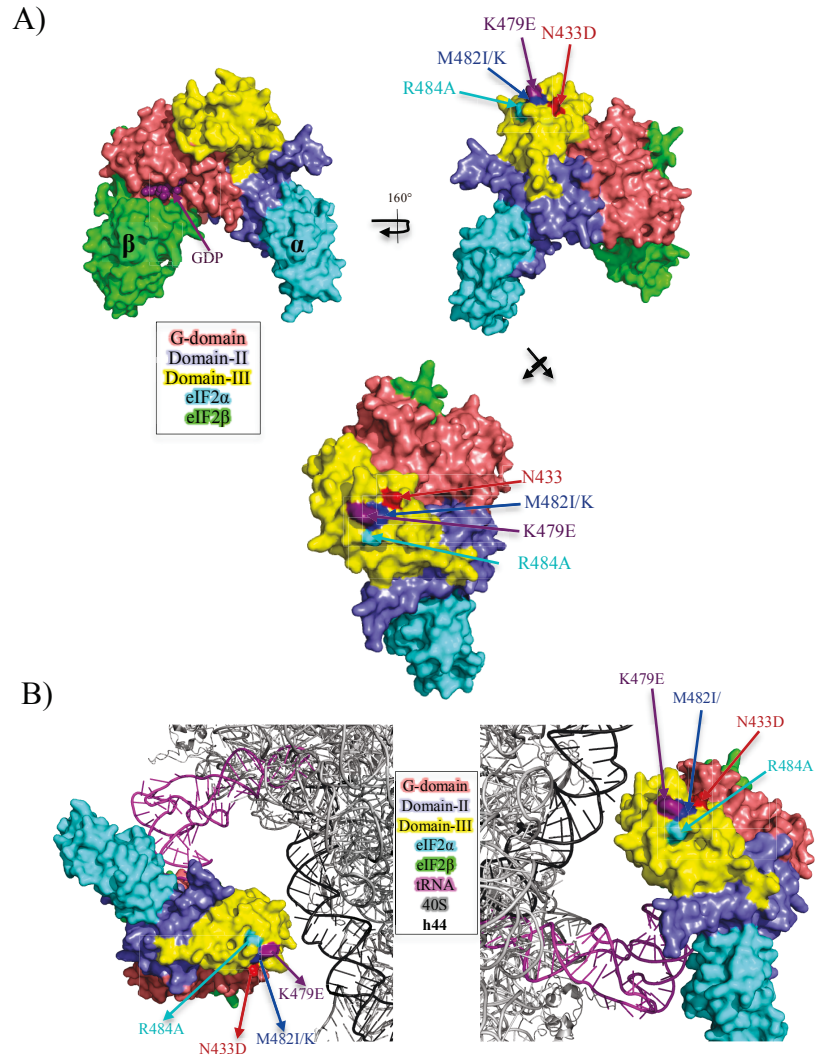 A)
K479E
N433D
M482I/K
R484A
160°
β
α
GDP
G-domain
Domain-II
Domain-III
eIF2α
eIF2β
N433
M482I/K
K479E
R484A
B)
K479E
M482I/
N433D
R484A
G-domain
Domain-II
Domain-III
eIF2α
eIF2β
tRNA
40S
h44
K479E
R484A
M482I/K
N433D